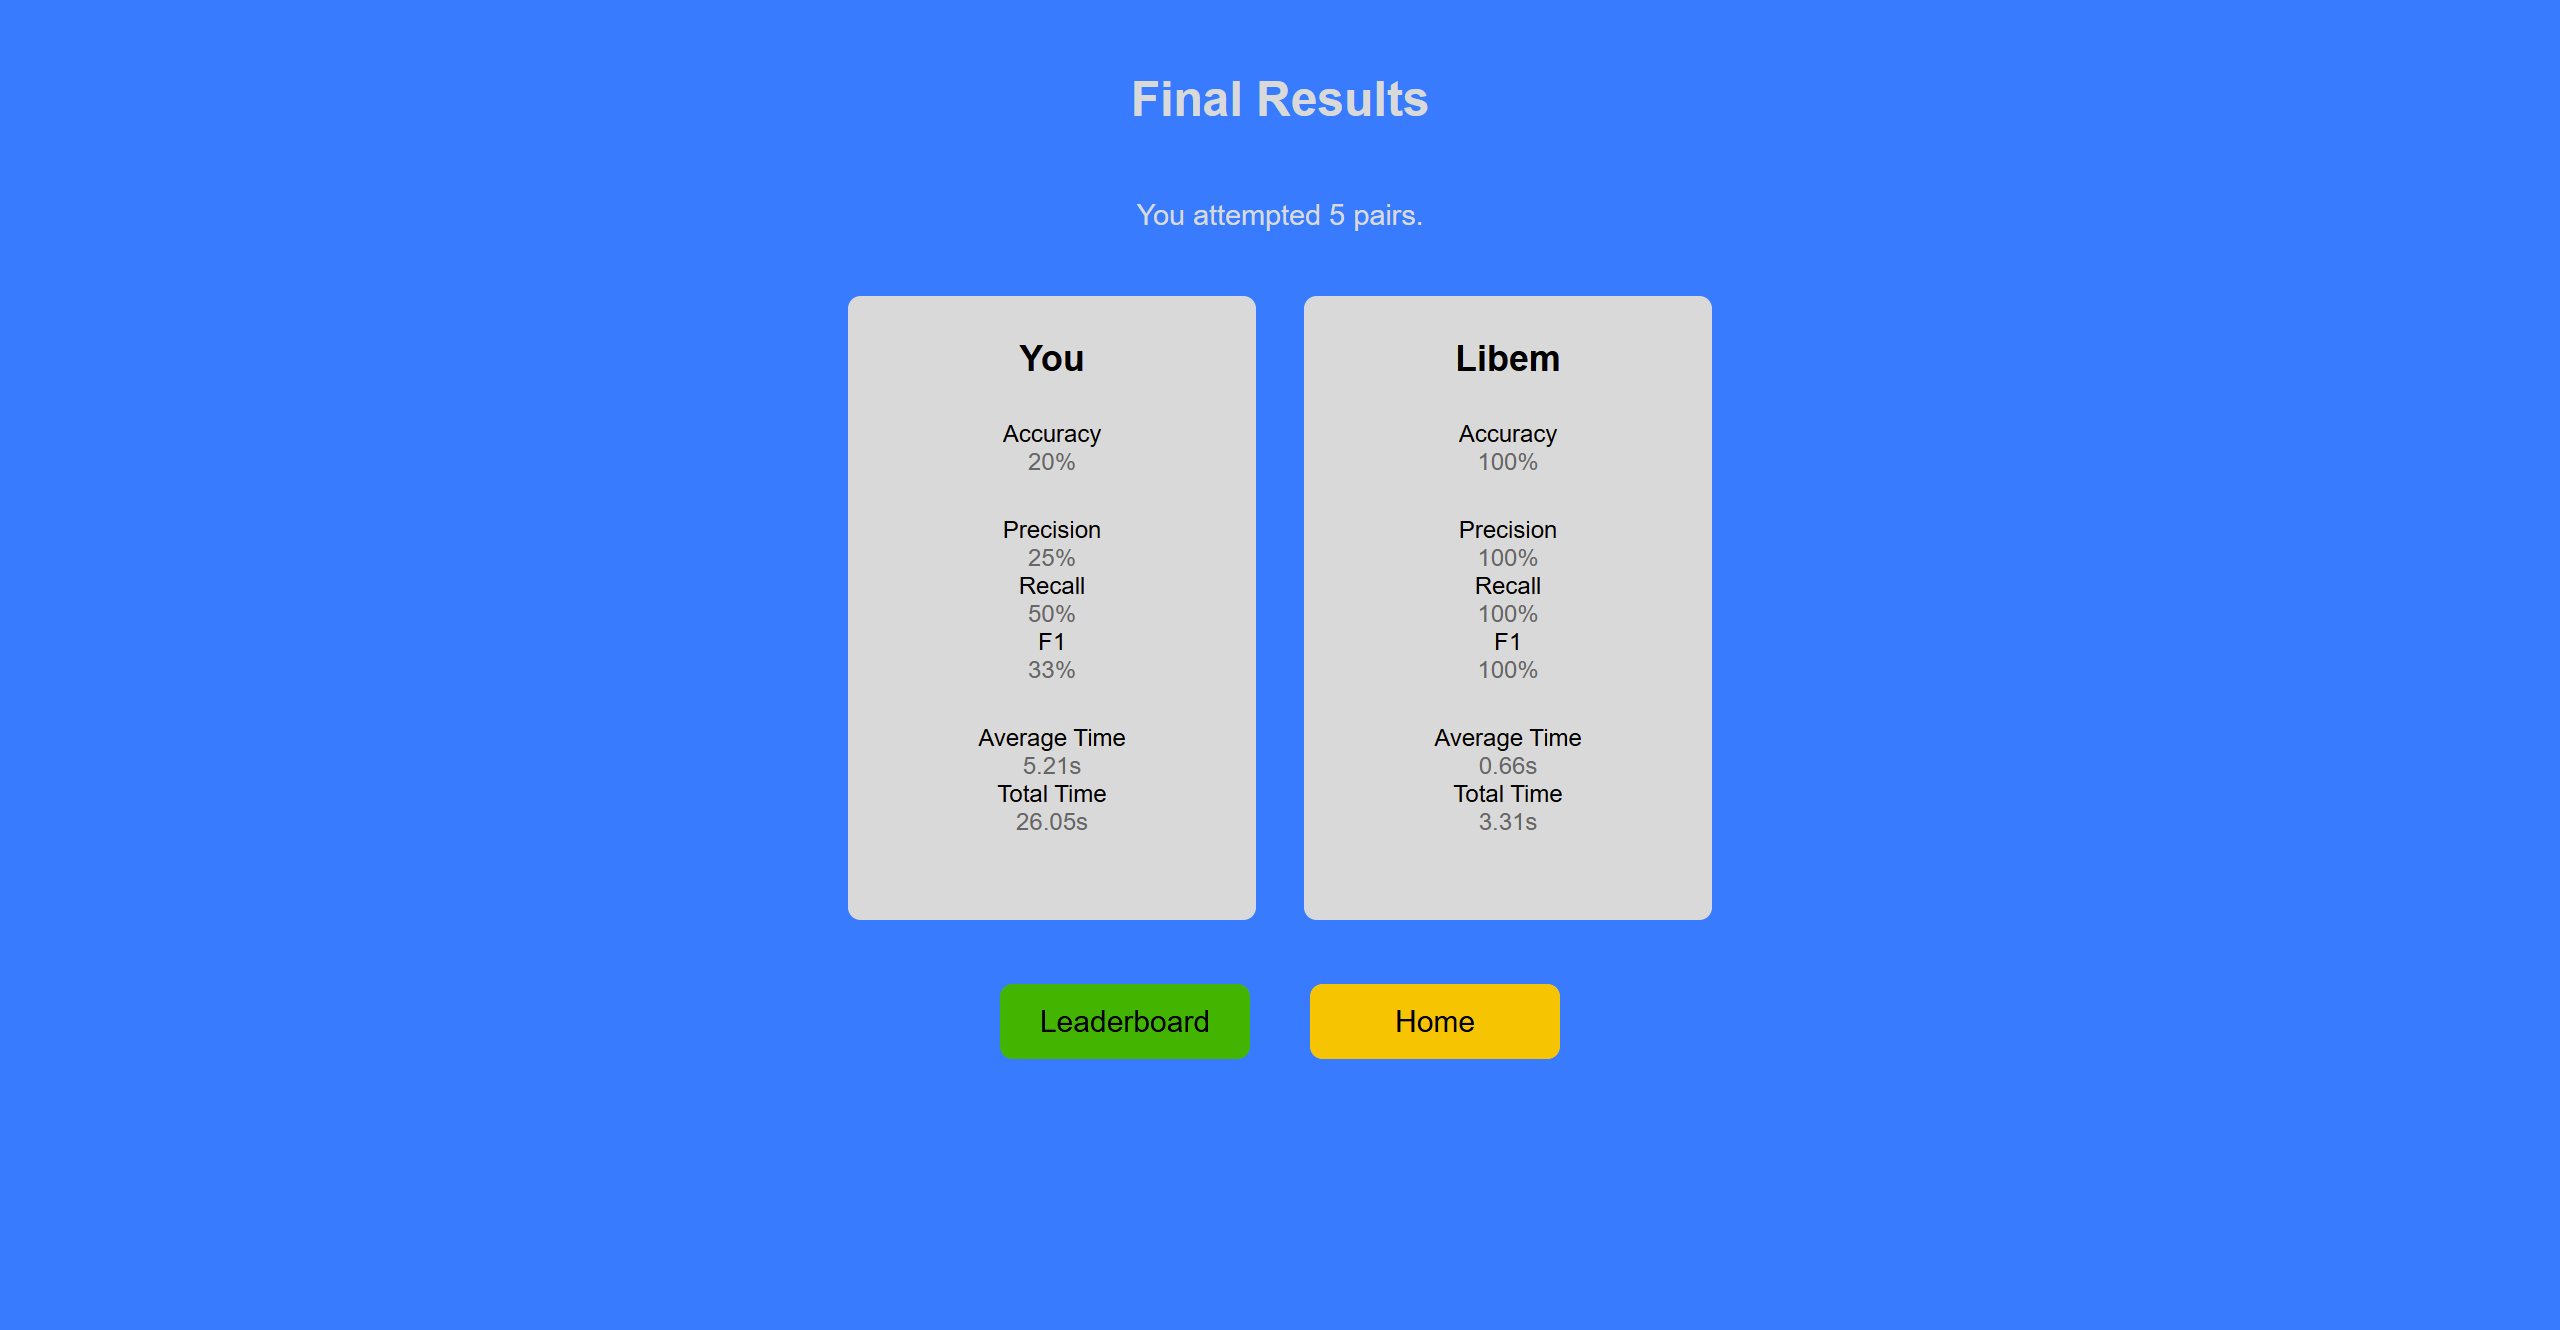 Final Results
You attempted 5 pairs.
You
Accuracy
20%
Precision
25%
Recall
50%
F1
33%
Average Time
5.21s
Total Time
26.05s
Libem
Accuracy
100%
Precision
100%
Recall
100%
F1
100%
Average Time
0.66s
Total Time
3.31s
Leaderboard
Home